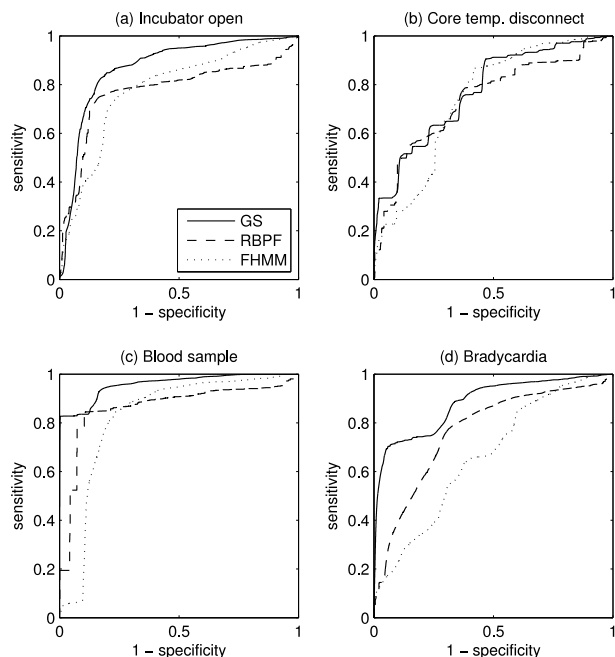 (a) Incubator open
1
0.8
0.6
0.4
0.2
0
sensitivity
0
0.5
1
1 − specificity
GS
RBPF
FHMM
(b) Core temp. disconnect
1
0.8
0.6
0.4
0.2
0
sensitivity
0
0.5
1
1 − specificity
(c) Blood sample
1
0.8
0.6
0.4
0.2
0
sensitivity
0
0.5
1
1 − specificity
(d) Bradycardia
1
0.8
0.6
0.4
0.2
0
sensitivity
0
0.5
1
1 − specificity